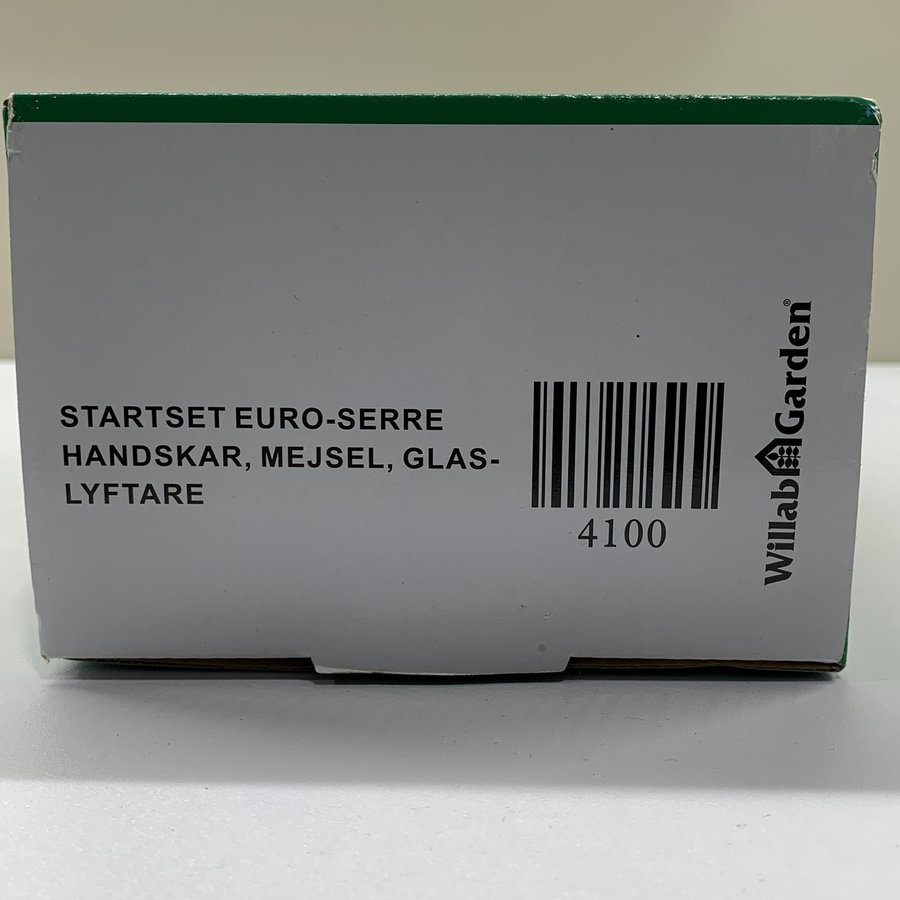 STARTSET EURO-SERRE
HANDSKAR, MEJSEL, GLAS-
LYFTARE
4100
Willab Garden®